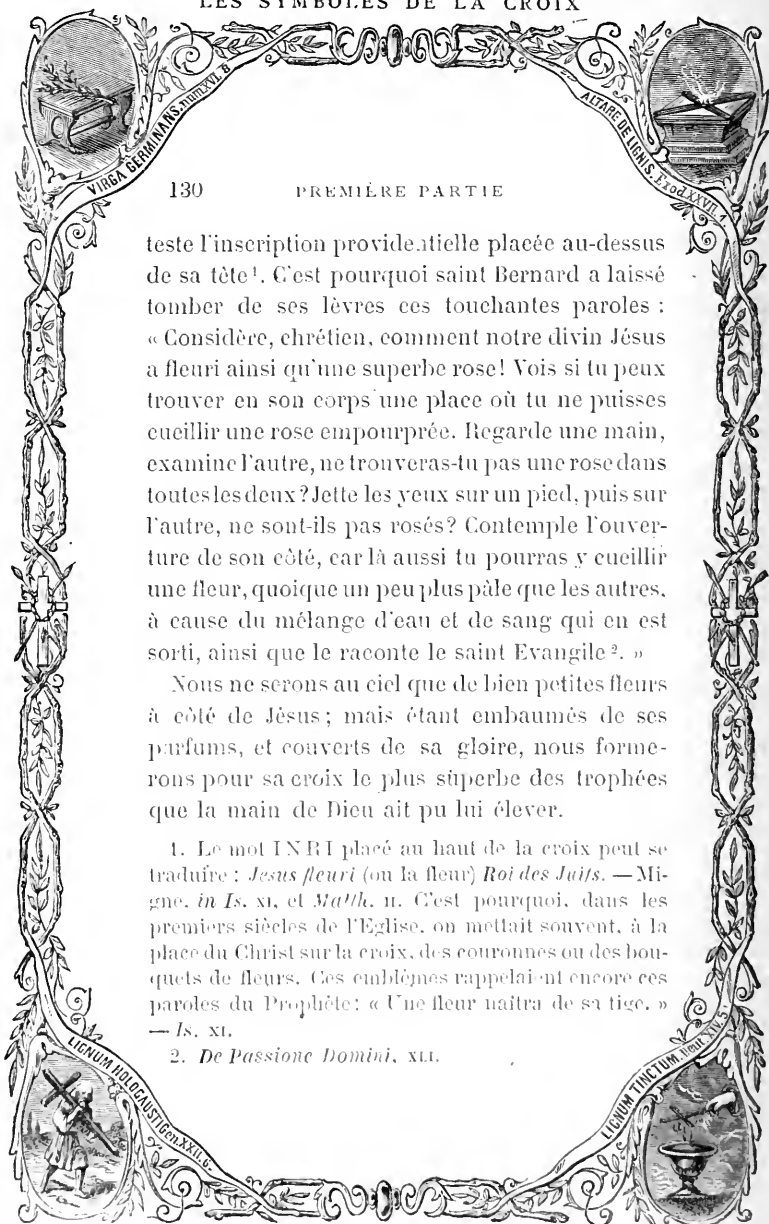 LES SYMBOLES DE LA CROIX
VIRGA GERMINANS. num. XVI. 8
ALTARE DE LIGNIS. Exod. XXVII. 1
130 PREMIÈRE PARTIE
teste l'inscription providentielle placée au-dessus
de sa tête¹. C'est pourquoi saint Bernard a laissé
tomber de ses lèvres ces touchantes paroles :
« Considère, chrétien, comment notre divin Jésus
a fleuri ainsi qu'une superbe rose! Vois si tu peux
trouver en son corps une place où tu ne puisses
cueillir une rose empourprée. Regarde une main,
examine l'autre, ne trouveras-tu pas une rose dans
toutes les deux? Jette les yeux sur un pied, puis sur
l'autre, ne sont-ils pas rosés? Contemple l'ouver-
ture de son côté, car là aussi tu pourras y cueillir
une fleur, quoique un peu plus pâle que les autres,
à cause du mélange d'eau et de sang qui en est
sorti, ainsi que le raconte le saint Evangile². »
Nous ne serons au ciel que de bien petites fleurs
à côté de Jésus; mais étant embaumés de ses
parfums, et couverts de sa gloire, nous forme-
rons pour sa croix le plus superbe des trophées
que la main de Dieu ait pu lui élever.
1. Le mot INRI placé au haut de la croix peut se
traduire : Jesus fleuri (ou la fleur) Roi des Juifs. — Mi-
gne, in Is. XI, et Matth. II. C'est pourquoi, dans les
premiers siècles de l'Eglise, on mettait souvent, à la
place du Christ sur la croix, des couronnes ou des bou-
quets de fleurs. Ces emblèmes rappelaient encore ces
paroles du Prophète: « Une fleur naîtra de sa tige. »
— Is. XI.
2. De Passione Domini, XLI.
LIGNUM HOLOCAUSTI Gen. XXII. 6.
LIGNUM TINCTUM. Levit. XIV. 5